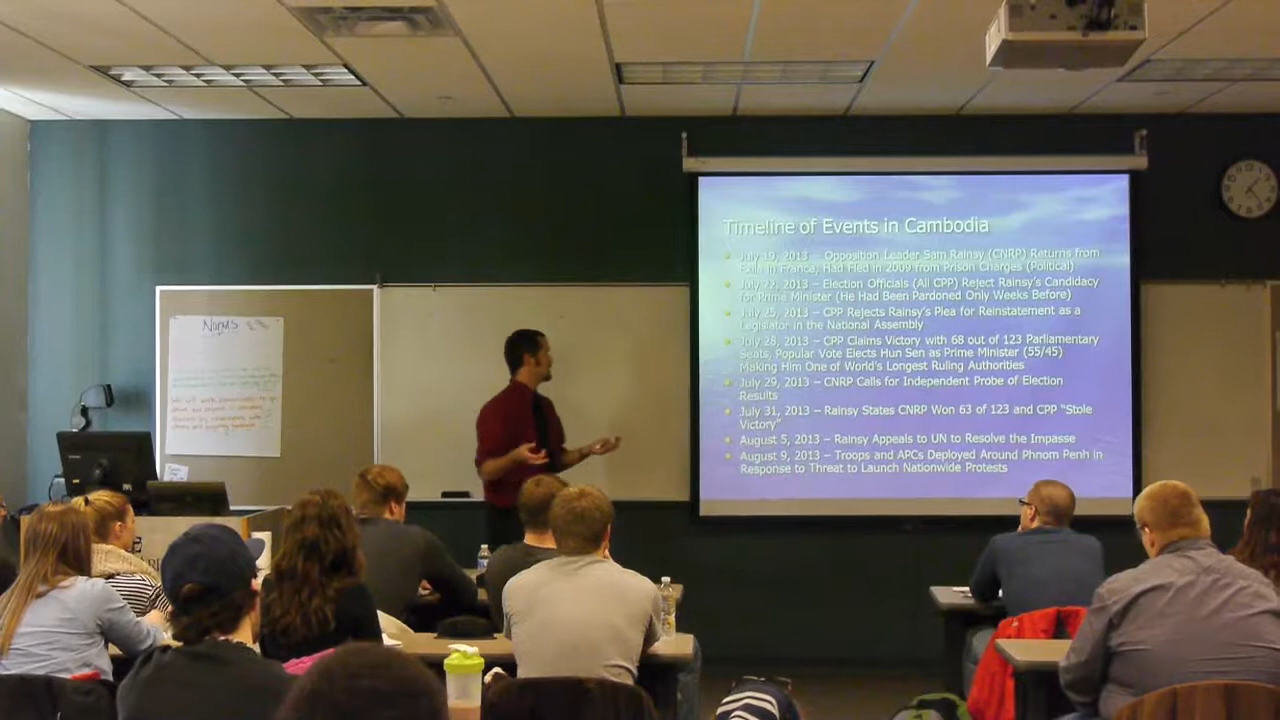 Norms
Timeline of Events in Cambodia
July 19, 2013 – Opposition Leader Sam Rainsy (CNRP) Returns from
Exile in France, Had Fled in 2009 from Prison Charges (Political)
July 22, 2013 – Election Officials (All CPP) Reject Rainsy's Candidacy
for Prime Minister (He Had Been Pardoned Only Weeks Before)
July 25, 2013 – CPP Rejects Rainsy's Plea for Reinstatement as a
Legislator in the National Assembly
July 28, 2013 – CPP Claims Victory with 68 out of 123 Parliamentary
Seats, Popular Vote Elects Hun Sen as Prime Minister (55/45)
Making Him One of World's Longest Ruling Authorities
July 29, 2013 – CNRP Calls for Independent Probe of Election
Results
July 31, 2013 – Rainsy States CNRP Won 63 of 123 and CPP "Stole
Victory"
August 5, 2013 – Rainsy Appeals to UN to Resolve the Impasse
August 9, 2013 – Troops and APCs Deployed Around Phnom Penh in
Response to Threat to Launch Nationwide Protests